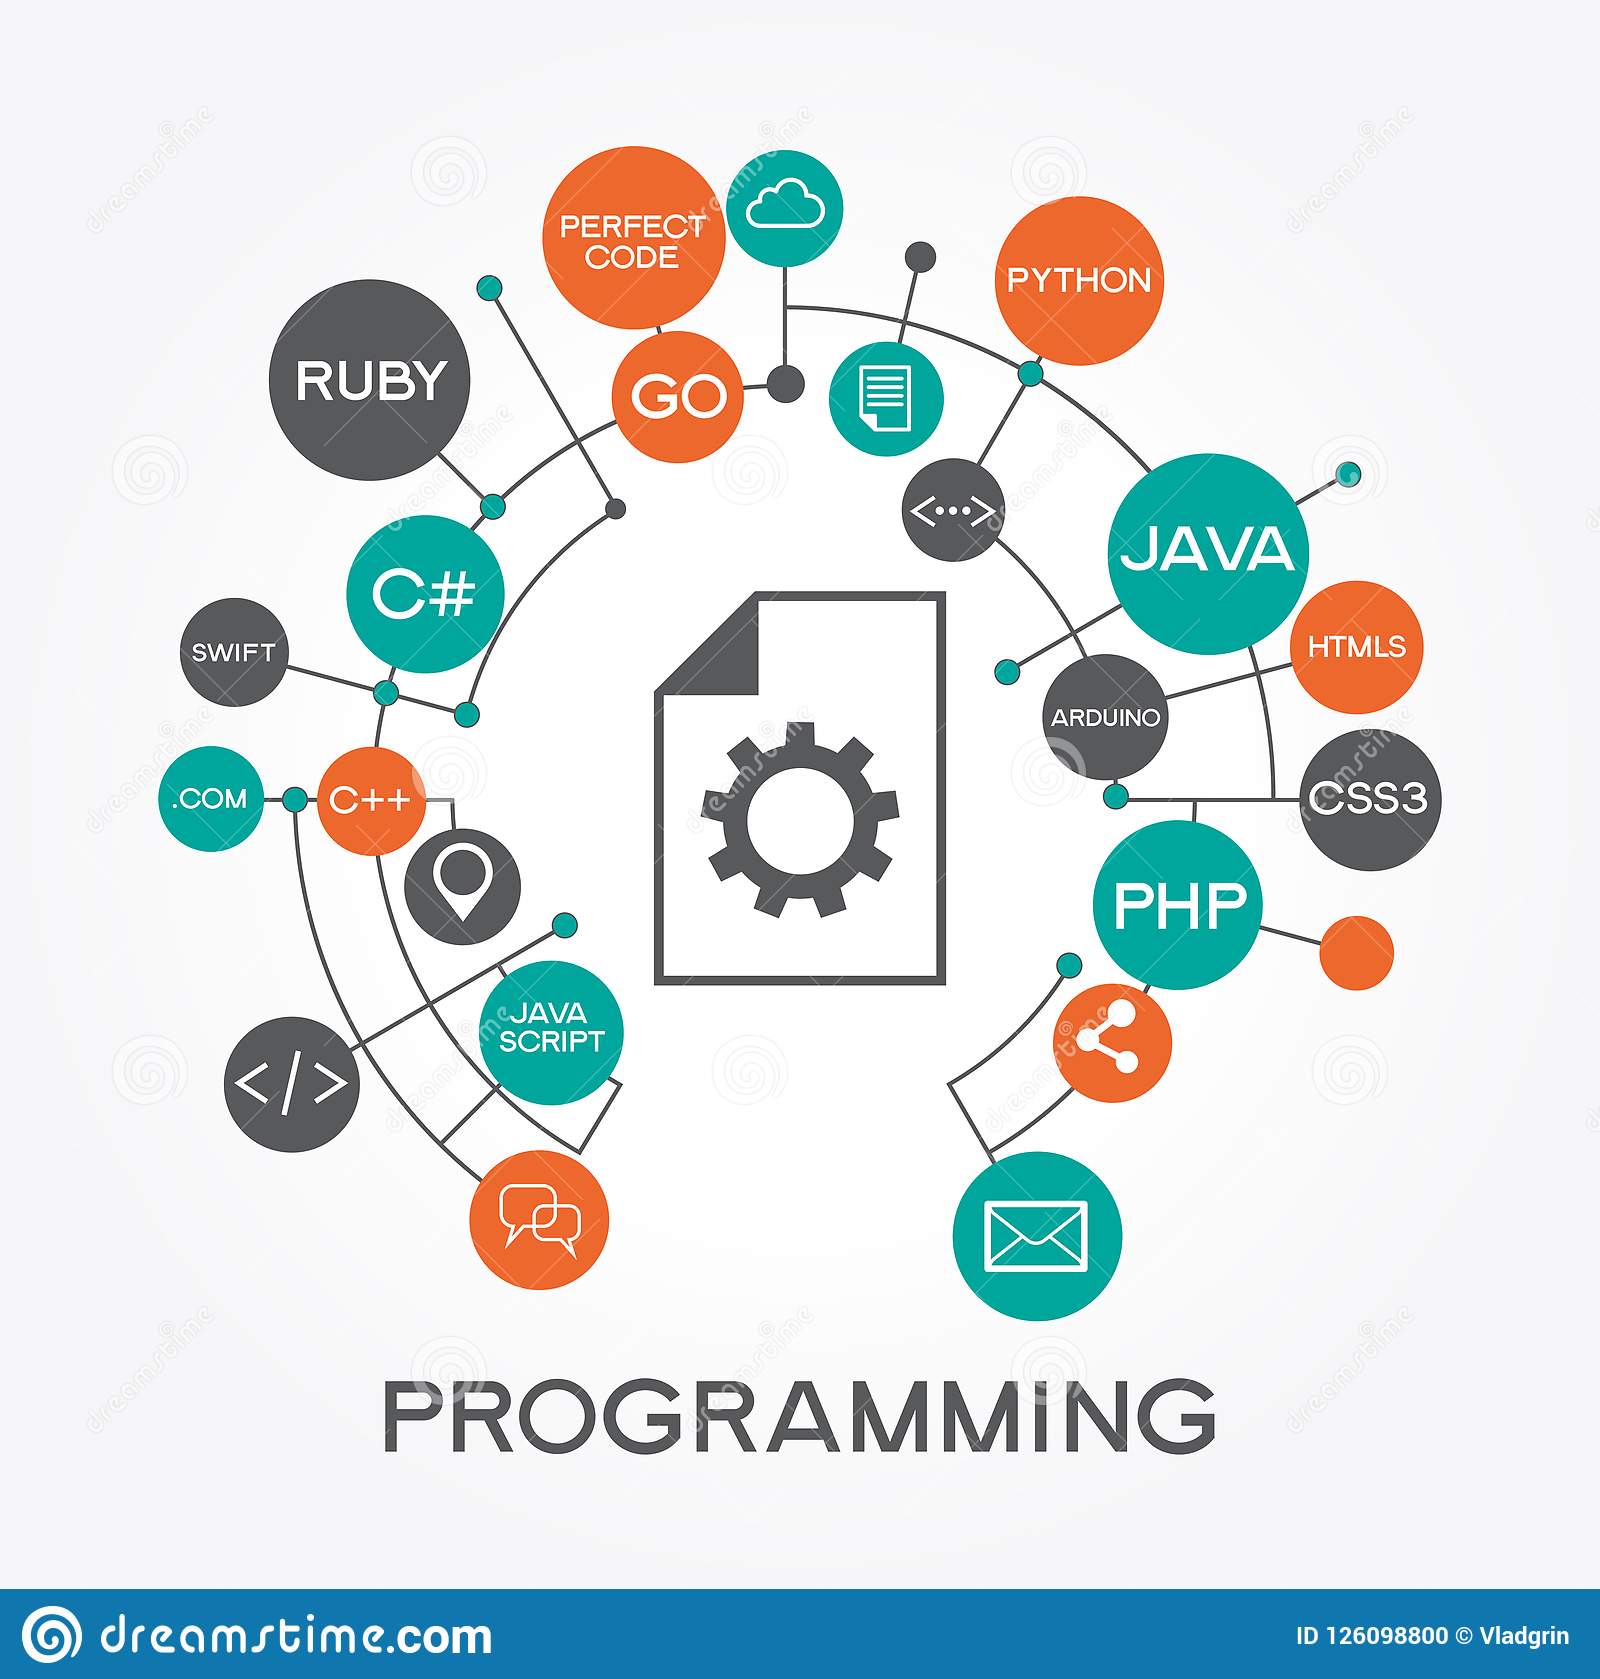 PERFECT
CODE
PYTHON
RUBY
GO
<···>
JAVA
C#
HTMLS
SWIFT
ARDUINO
.COM
C++
CSS3
PHP
JAVA
SCRIPT
</>
PROGRAMMING
dreamstime.com
ID 126098800 © Vladgrin
dreamstime